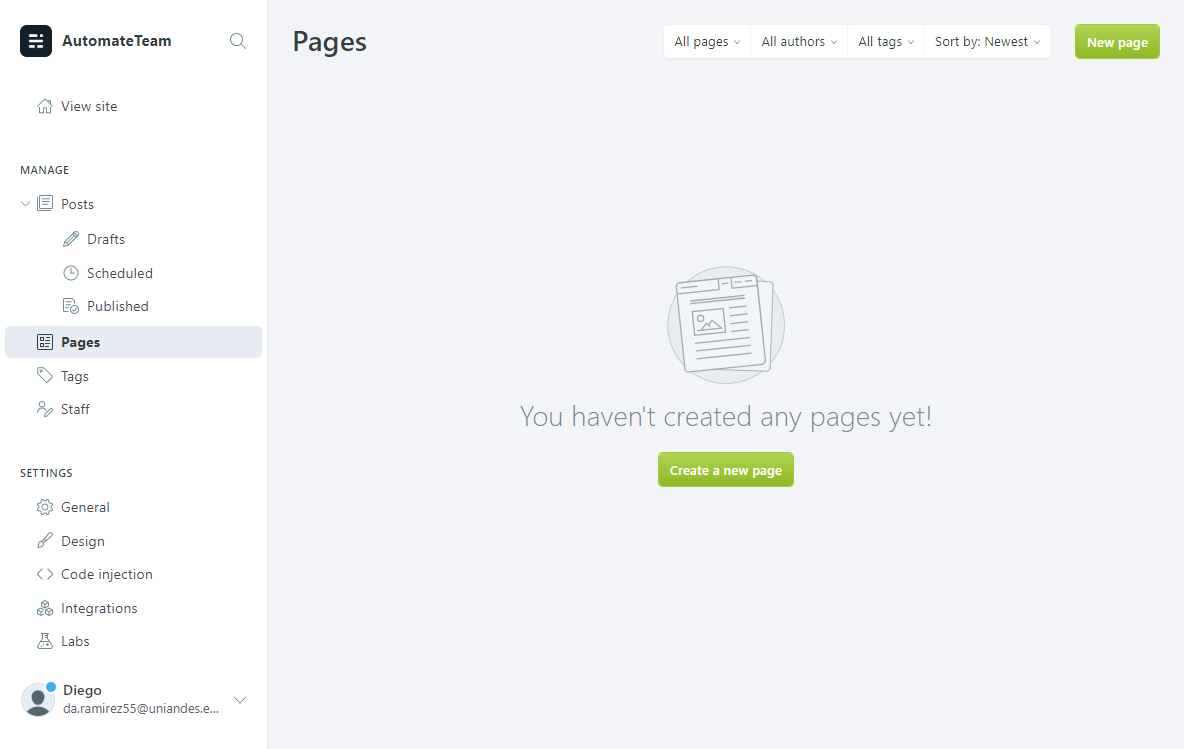 AutomateTeam
View site
MANAGE
Posts
Drafts
Scheduled
Published
Pages
Tags
Staff
SETTINGS
General
Design
Code injection
Integrations
Labs
Diego
da.ramirez55@uniandes.e...
Pages
All pages All authors All tags Sort by: Newest New page
You haven't created any pages yet!
Create a new page